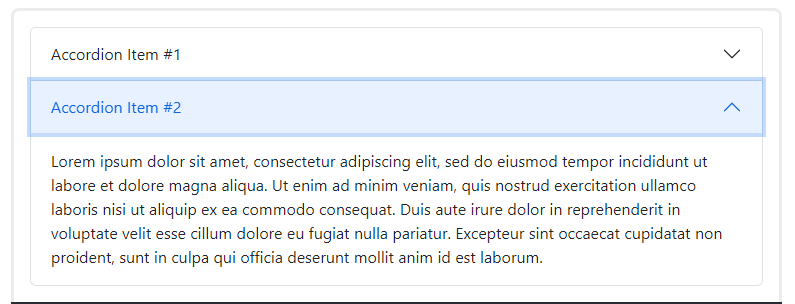 Accordion Item #1
Accordion Item #2
Lorem ipsum dolor sit amet, consectetur adipiscing elit, sed do eiusmod tempor incididunt ut
labore et dolore magna aliqua. Ut enim ad minim veniam, quis nostrud exercitation ullamco
laboris nisi ut aliquip ex ea commodo consequat. Duis aute irure dolor in reprehenderit in
voluptate velit esse cillum dolore eu fugiat nulla pariatur. Excepteur sint occaecat cupidatat non
proident, sunt in culpa qui officia deserunt mollit anim id est laborum.